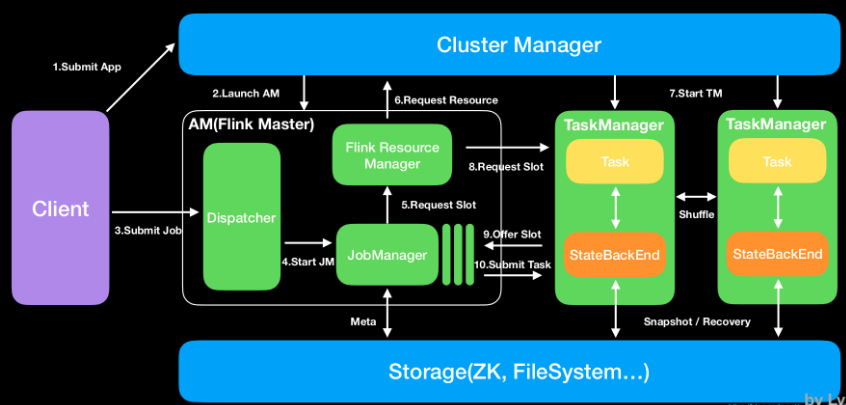 Cluster Manager
1.Submit App
2.Launch AM
6.Request Resource
7.Start TM
AM(Flink Master)
TaskManager
TaskManager
Flink Resource
Manager
Task
Task
8.Request Slot
Client
Dispatcher
5.Request Slot
Shuffle
3.Submit Job
9.Offer Slot
4.Start JM
JobManager
StateBackEnd
StateBackEnd
10.Submit Task
Meta
Snapshot / Recovery
Storage(ZK, FileSystem...)
by Lv